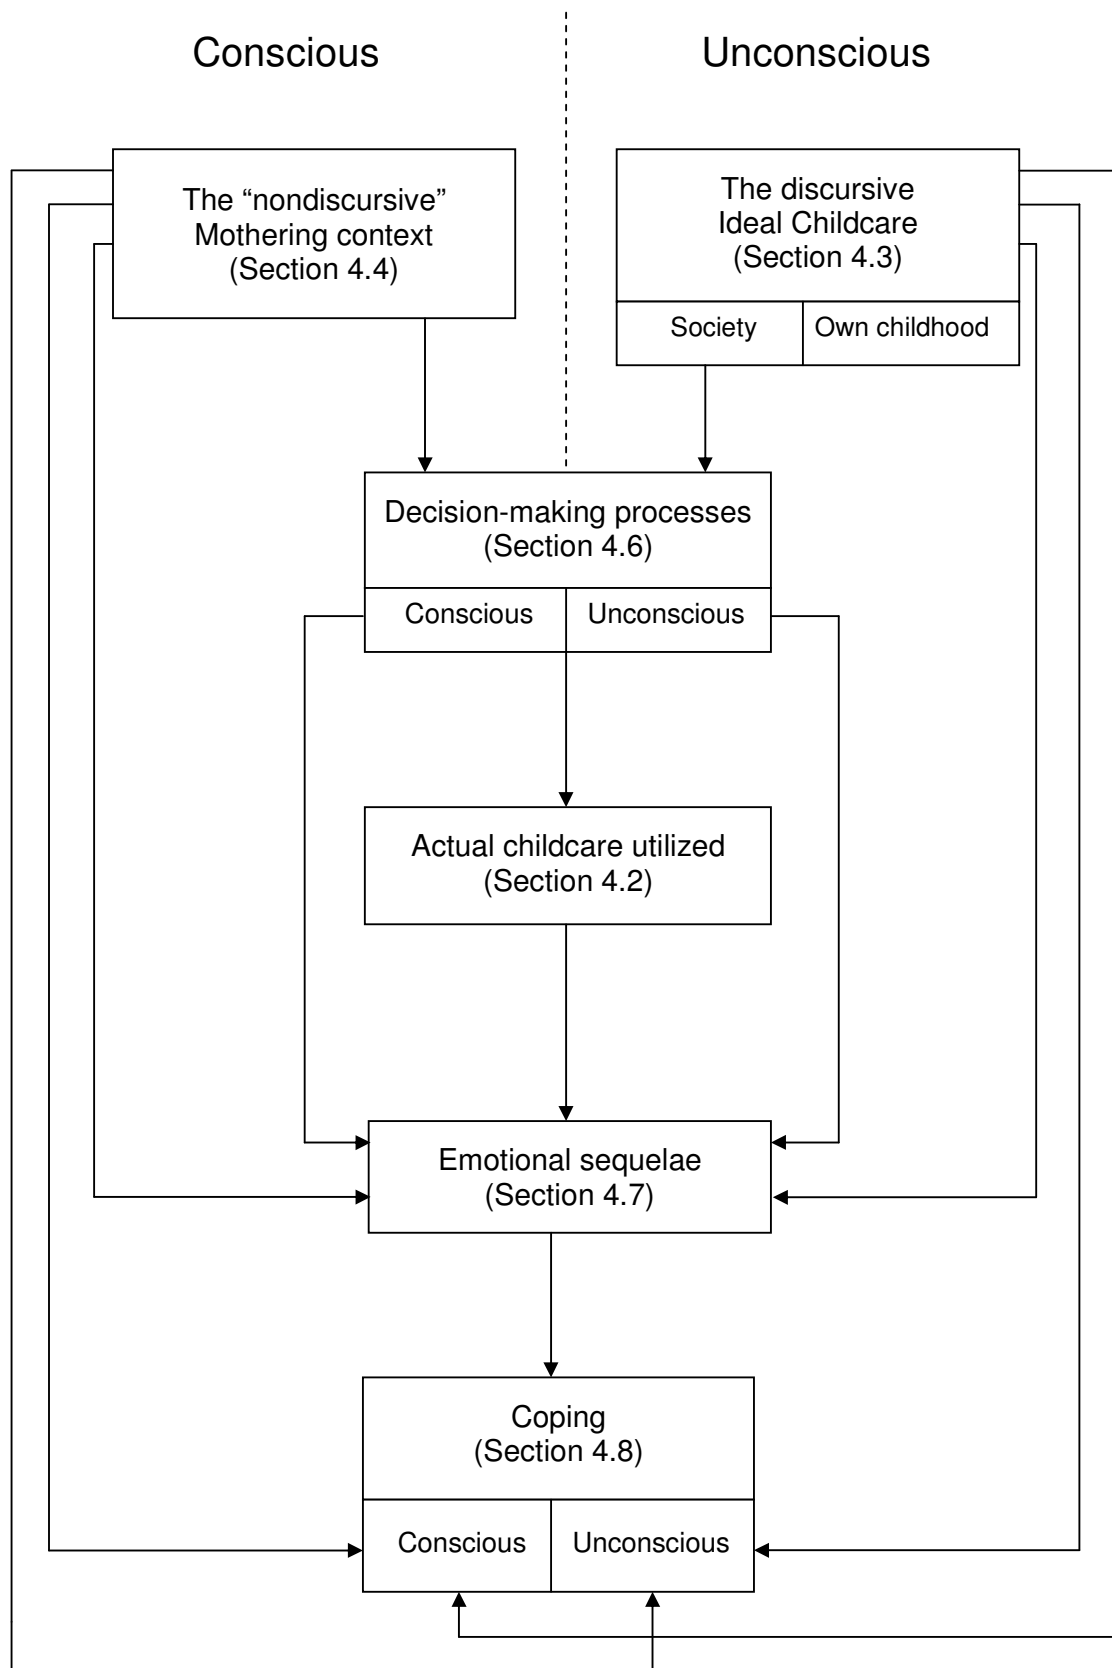 Conscious
Unconscious
The “nondiscursive”
Mothering context
(Section 4.4)
The discursive
Ideal Childcare
(Section 4.3)
Society
Own childhood
Decision-making processes
(Section 4.6)
Conscious
Unconscious
Actual childcare utilized
(Section 4.2)
Emotional sequelae
(Section 4.7)
Coping
(Section 4.8)
Conscious
Unconscious